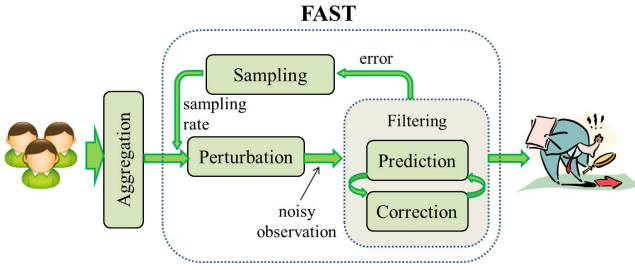 FAST
Sampling
error
sampling
rate
Aggregation
Perturbation
noisy
observation
Filtering
Prediction
Correction